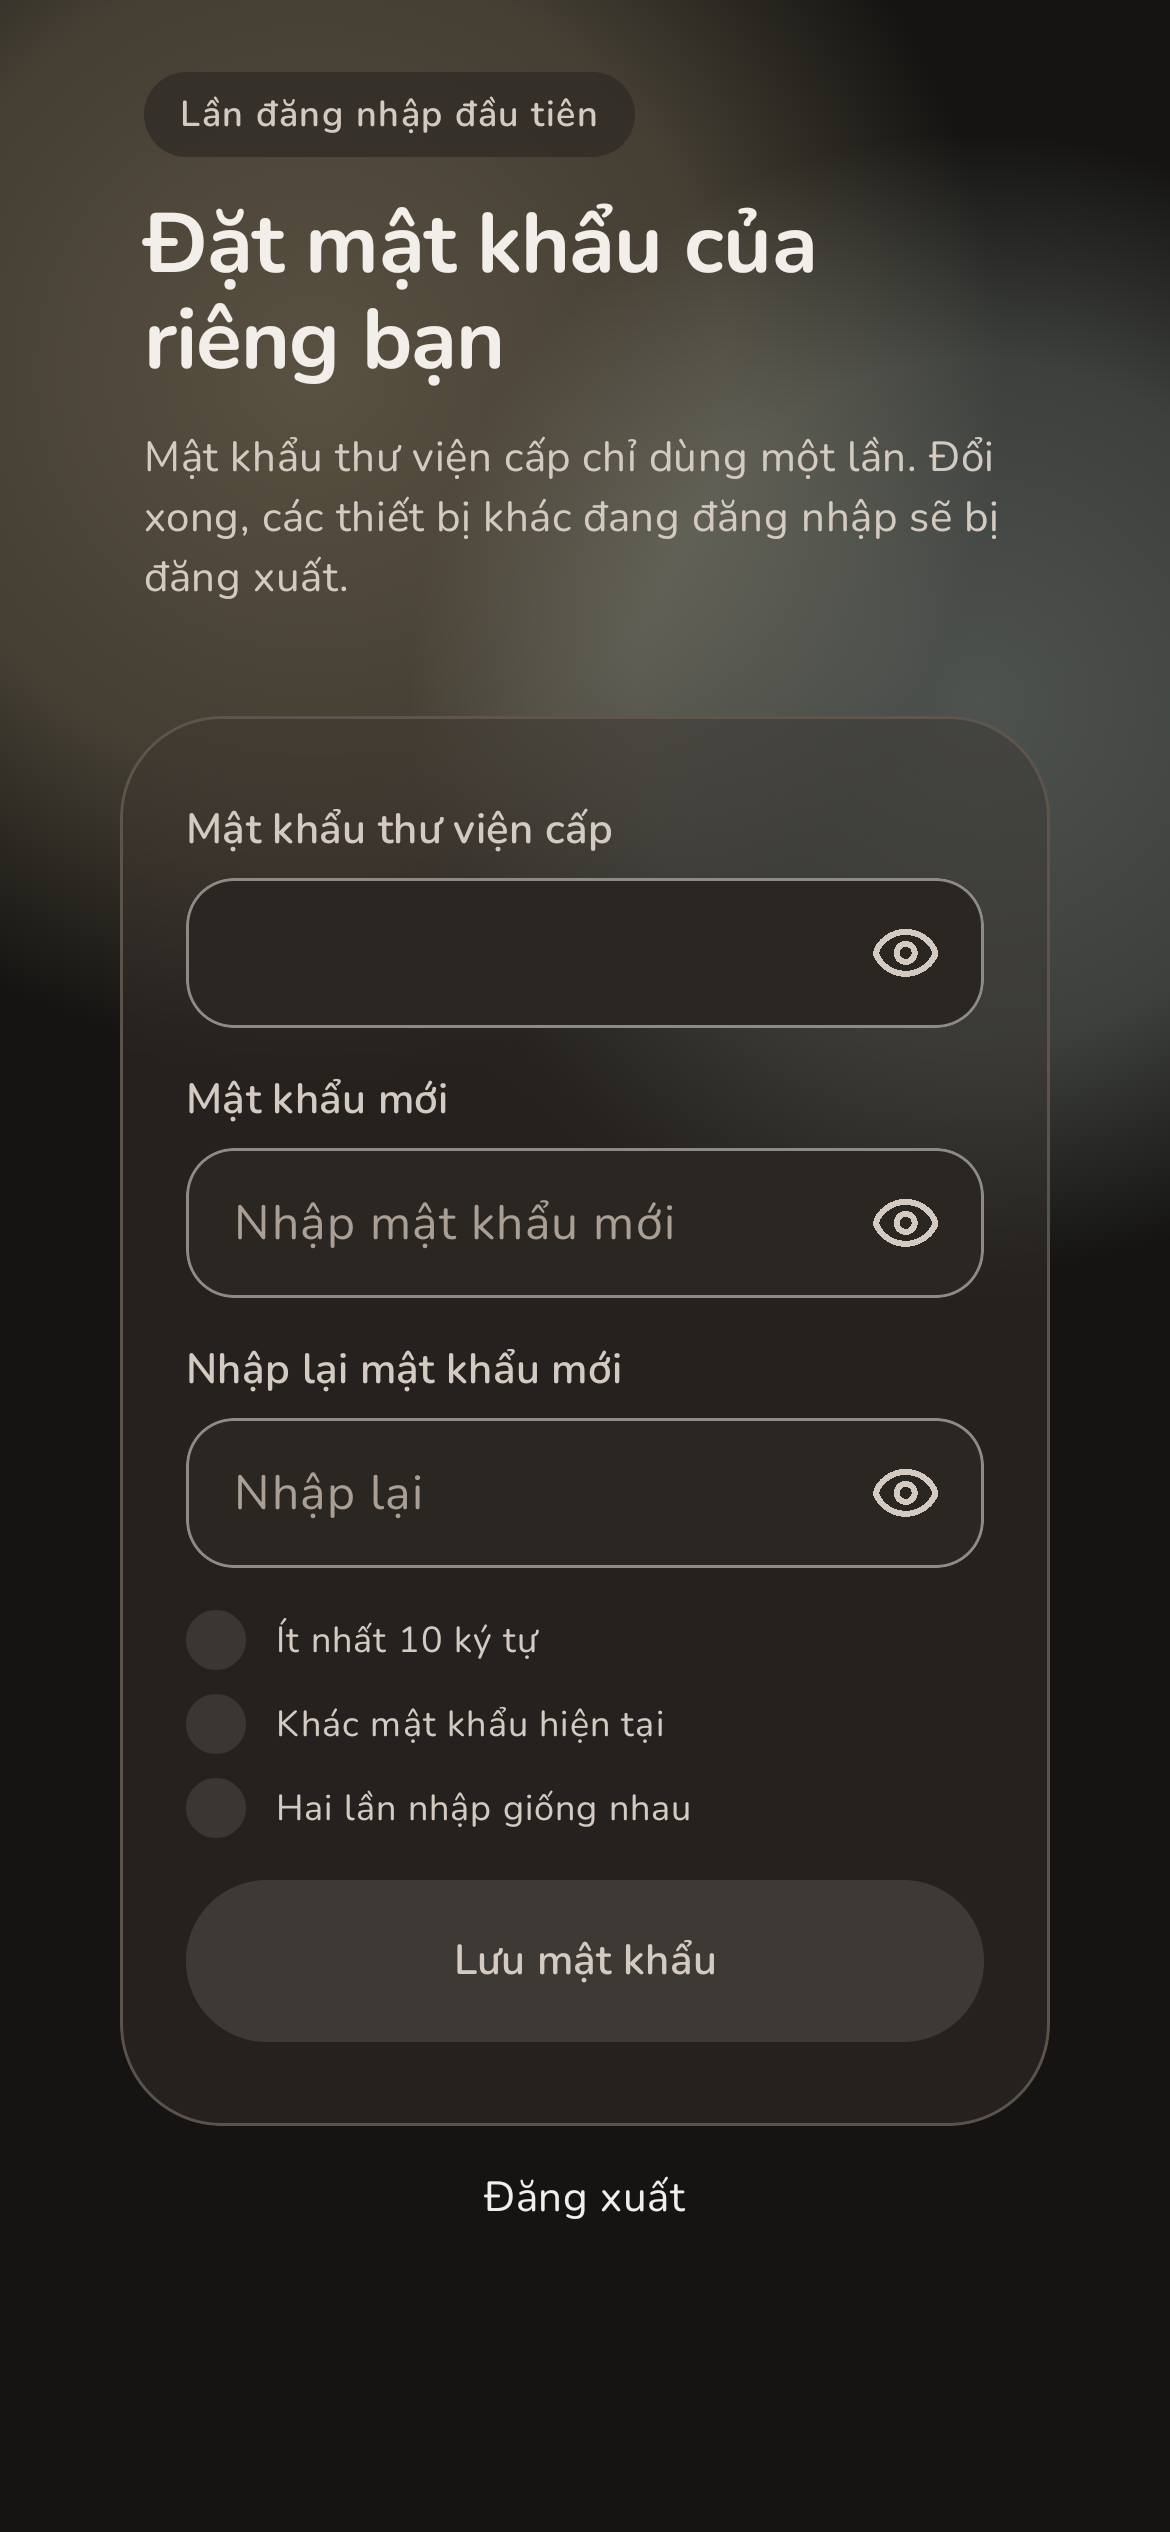 Lần đăng nhập đầu tiên
Đặt mật khẩu của
riêng bạn
Mật khẩu thư viện cấp chỉ dùng một lần. Đổi
xong, các thiết bị khác đang đăng nhập sẽ bị
đăng xuất.
Mật khẩu thư viện cấp
Mật khẩu mới
Nhập mật khẩu mới
Nhập lại mật khẩu mới
Nhập lại
Ít nhất 10 ký tự
Khác mật khẩu hiện tại
Hai lần nhập giống nhau
Lưu mật khẩu
Đăng xuất